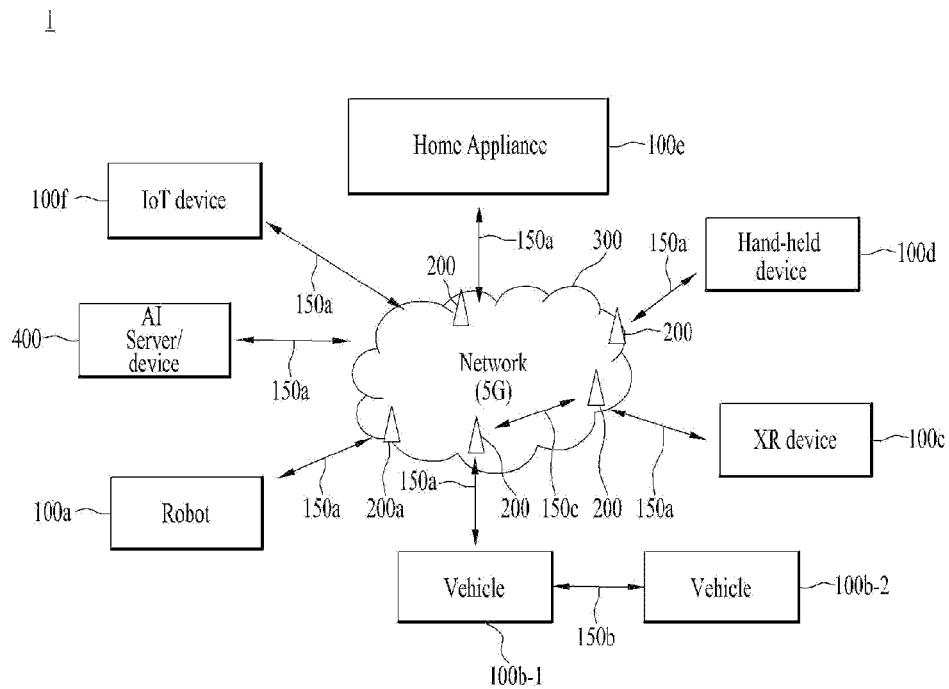 1
Home Appliance
100e
100f
IoT device
150a
300
150a
Hand-held
device
100d
200
150a
400
AI
Server/
device
150a
200
Network
(5G)
XR device
100c
150a
150a
100a
Robot
150a
200a
200
150c
200
150a
Vehicle
Vehicle
100b-2
150b
100b-1